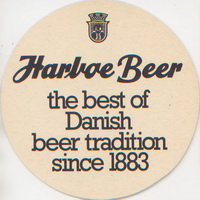 Harboe Beer
the best of
Danish
beer tradition
since 1883